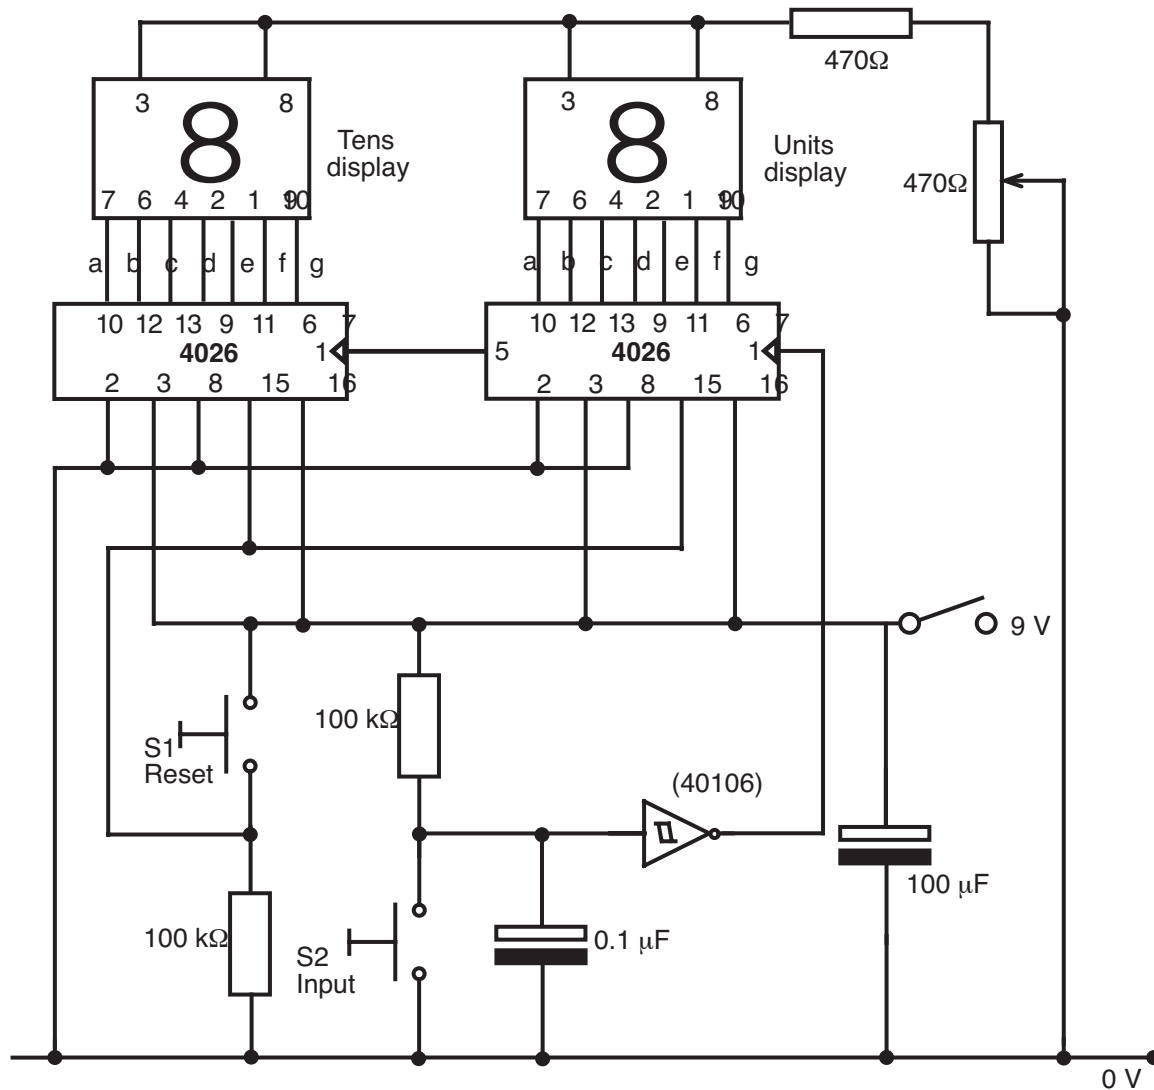 470Ω
3 8
8
Tens
display
7 6 4 2 1 9 10
a b c d e f g
3 8
8
Units
display
7 6 4 2 1 9 10
a b c d e f g
470Ω
10 12 13 9 11 6 7
4026 1
2 3 8 15 16
10 12 13 9 11 6 7
5 4026 1
2 3 8 15 16
9 V
100 kΩ
S1
Reset
(40106)
100 µF
100 kΩ
S2
Input
0.1 µF
0 V